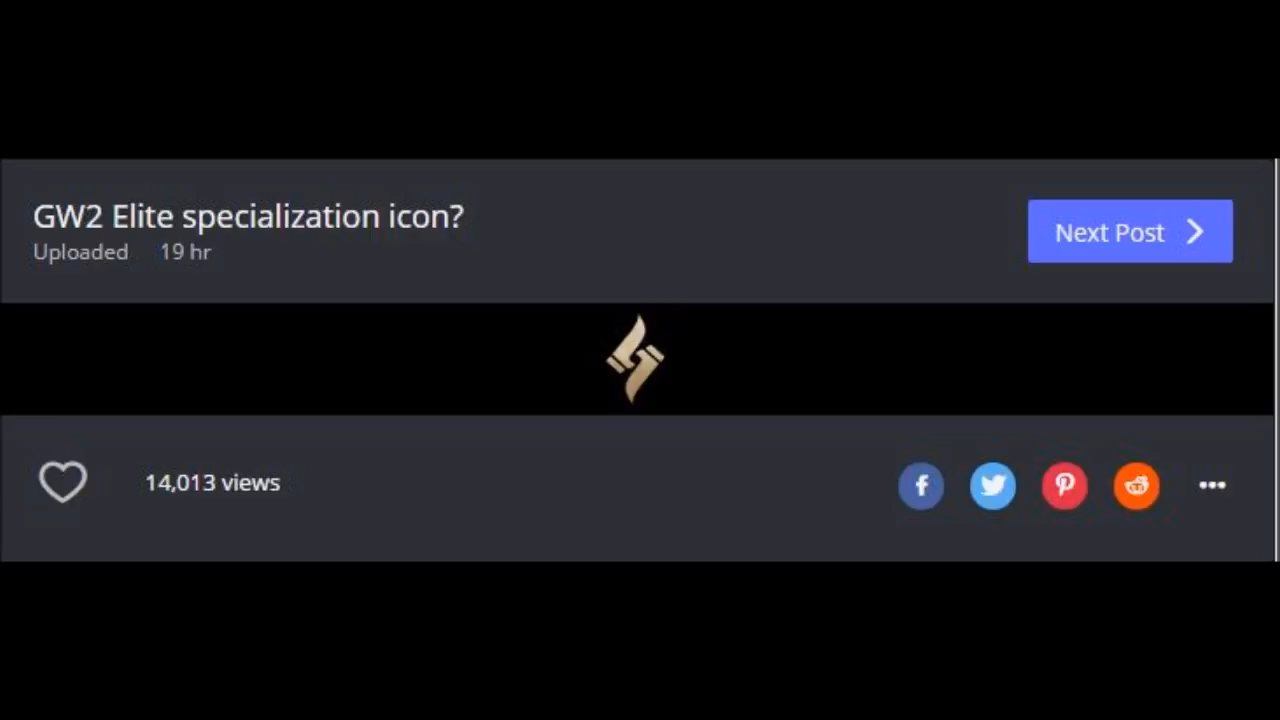 GW2 Elite specialization icon?
Uploaded 19 hr
Next Post
14,013 views